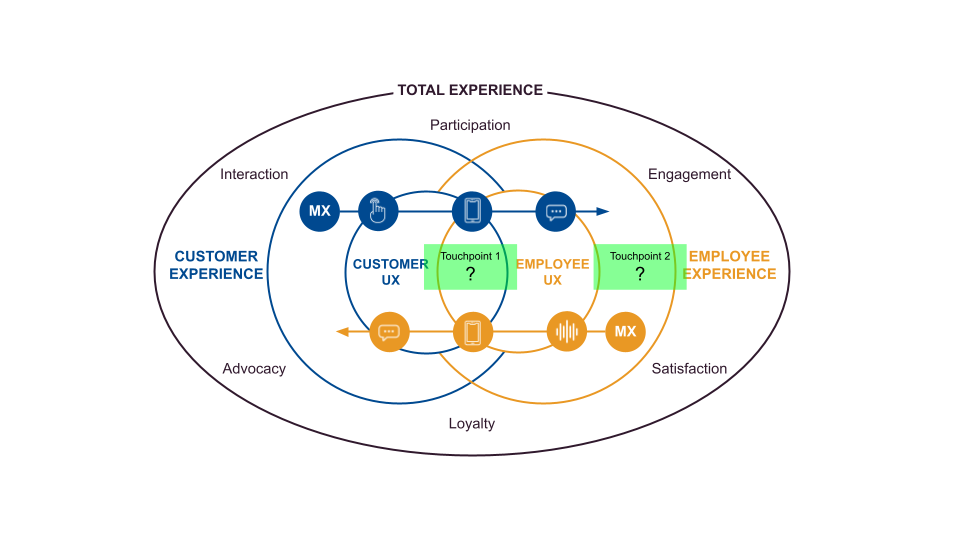 TOTAL EXPERIENCE
Participation
Interaction
Engagement
MX
CUSTOMER
EXPERIENCE
CUSTOMER
UX
Touchpoint 1
?
EMPLOYEE
UX
Touchpoint 2
?
EMPLOYEE
EXPERIENCE
MX
Advocacy
Satisfaction
Loyalty